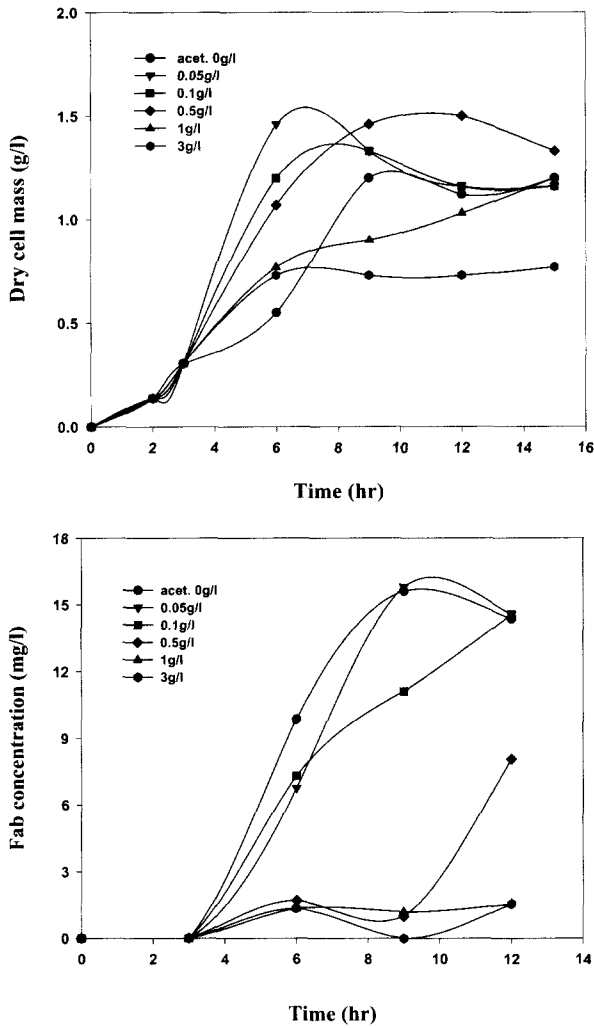 2.0
1.5
1.0
0.5
0.0
Dry cell mass (g/l)
acet. 0g/l
0.05g/l
0.1g/l
0.5g/l
1g/l
3g/l
0 2 4 6 8 10 12 14 16
Time (hr)
18
15
12
9
6
3
0
Fab concentration (mg/l)
acet. 0g/l
0.05g/l
0.1g/l
0.5g/l
1g/l
3g/l
0 2 4 6 8 10 12 14
Time (hr)